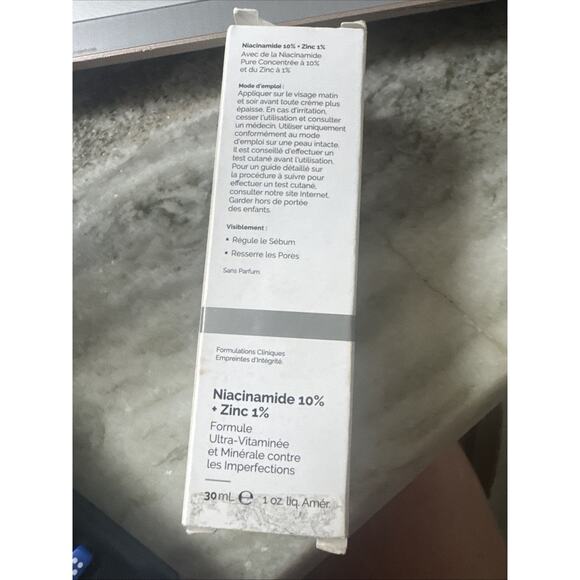 Niacinamide 10% + Zinc 1%
Avec de la Niacinamide
Pure Concentrée à 10%
et du Zinc à 1%
Mode d'emploi :
Appliquer sur le visage matin
et soir avant toute crème plus
épaisse. En cas d'irritation,
cesser l'utilisation et consulter
un médecin. Utiliser uniquement
conformément au mode
d'emploi sur une peau intacte.
Il est conseillé d'effectuer un
test cutané avant l'utilisation.
Pour un guide détaillé sur
la procédure à suivre pour
effectuer un test cutané,
consulter notre site Internet.
Garder hors de portée
des enfants.
Visiblement :
• Régule le Sébum
• Resserre les Pores
Sans Parfum
Formulations Cliniques
Empreintes d'Intégrité.
Niacinamide 10%
+ Zinc 1%
Formule
Ultra-Vitaminée
et Minérale contre
les Imperfections
30 mL e 1 oz. liq. Amér.